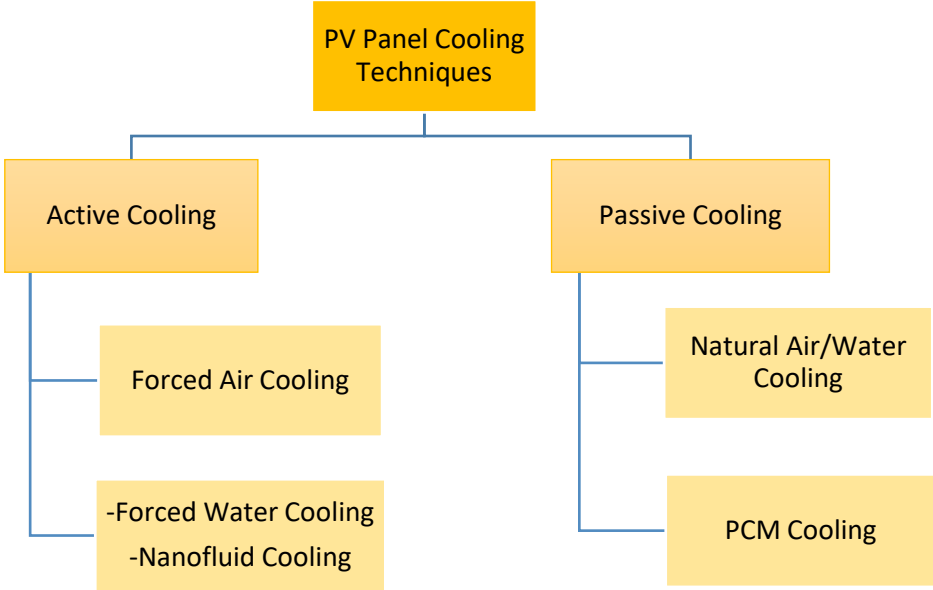 PV Panel Cooling
Techniques
Active Cooling
Passive Cooling
Forced Air Cooling
Natural Air/Water
Cooling
-Forced Water Cooling
-Nanofluid Cooling
PCM Cooling